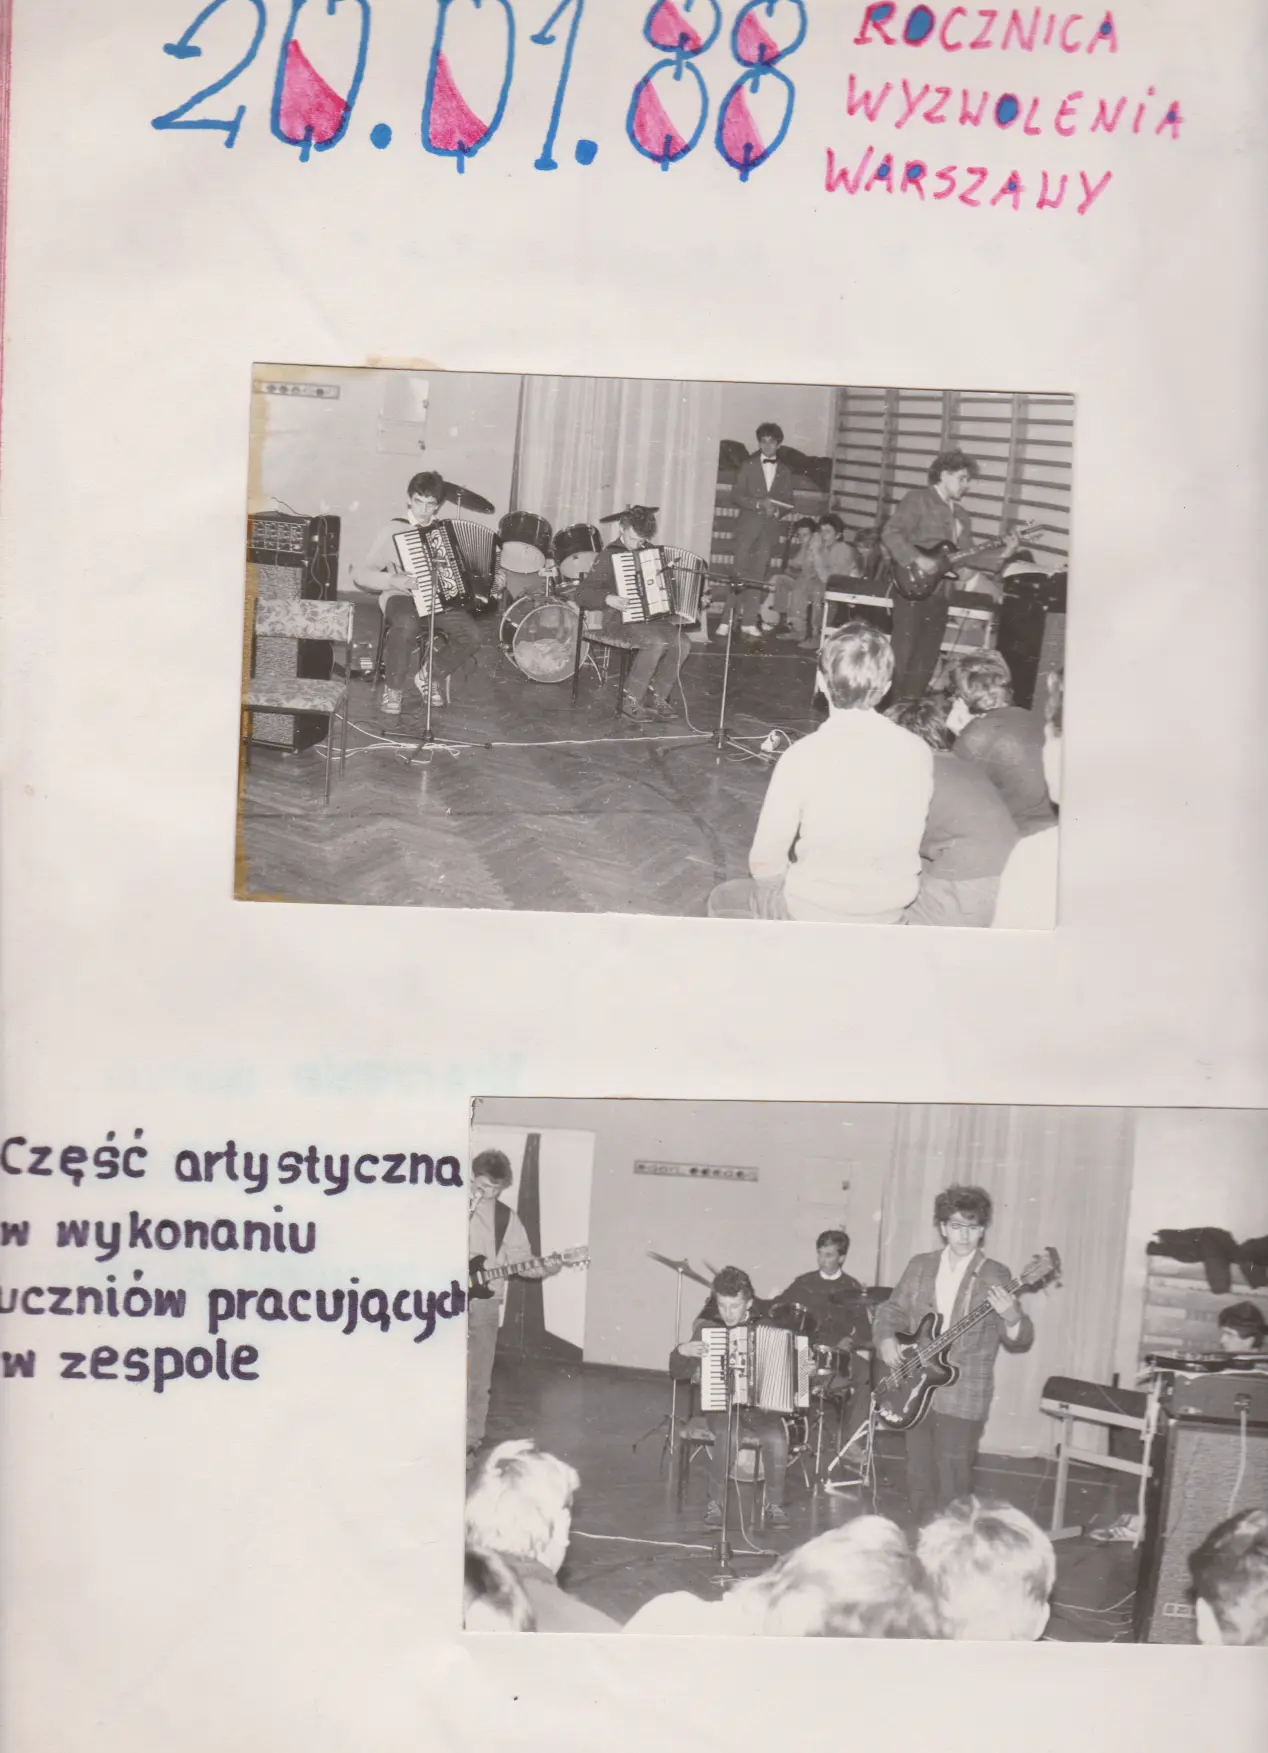 20.01.88
ROCZNICA
WYZWOLENIA
WARSZAWY
Część artystyczna
w wykonaniu
uczniów pracujących
w zespole